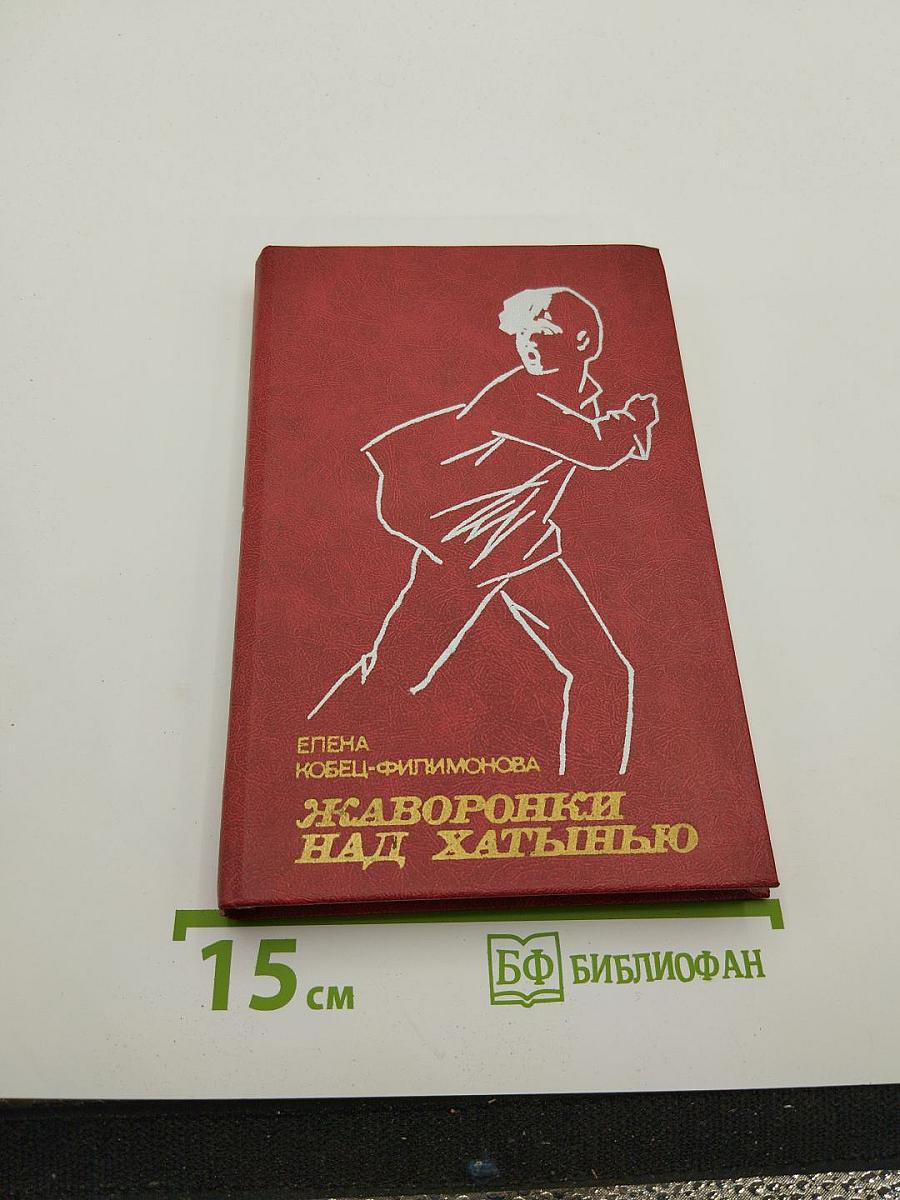 ЕЛЕНА
КОБЕЦ-ФИЛИМОНОВА
ЖАВОРОНКИ
НАД ХАТЫНЬЮ
15 см
БФ БИБЛИОФАН